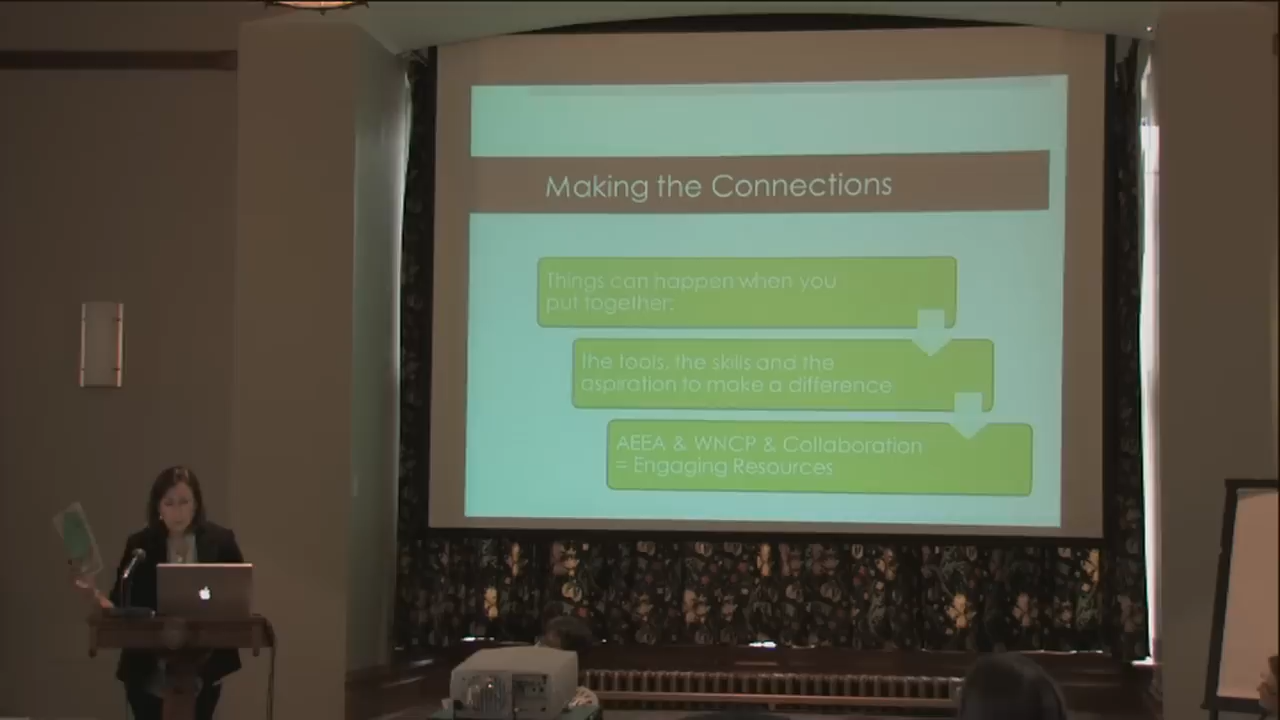 Making the Connections
Things can happen when you
put together:
the tools, the skills and the
aspiration to make a difference
AEEA & WNCP & Collaboration
= Engaging Resources